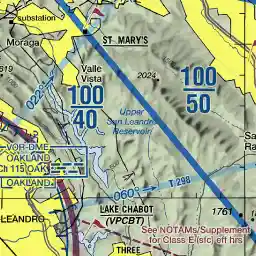 substation
Moraga
ST MARY'S
Valle
Vista
2024
619
022°
100
40
100
50
Upper
San Leandro
Reservoir
VOR-DME
OAKLAND
Ch 115 OAK
OAKLAND
060°
T 298
LEANDRO
LAKE CHABOT
(VPCBT)
1761
See NOTAMs/Supplement
for Class E (sfc) eff hrs
THREE